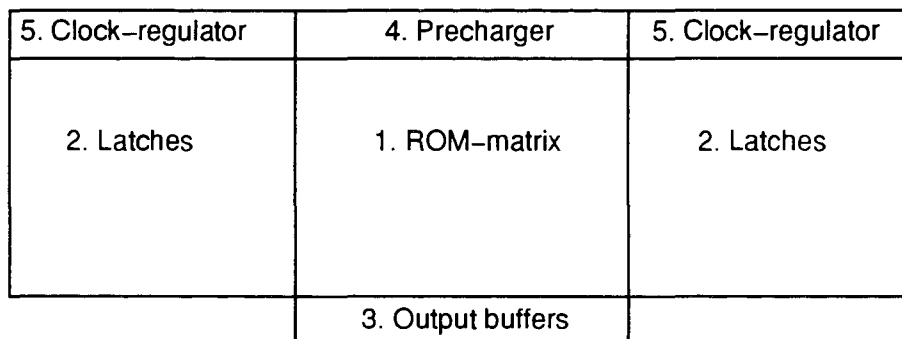 5. Clock–regulator
4. Precharger
5. Clock–regulator
2. Latches
1. ROM–matrix
2. Latches
3. Output buffers